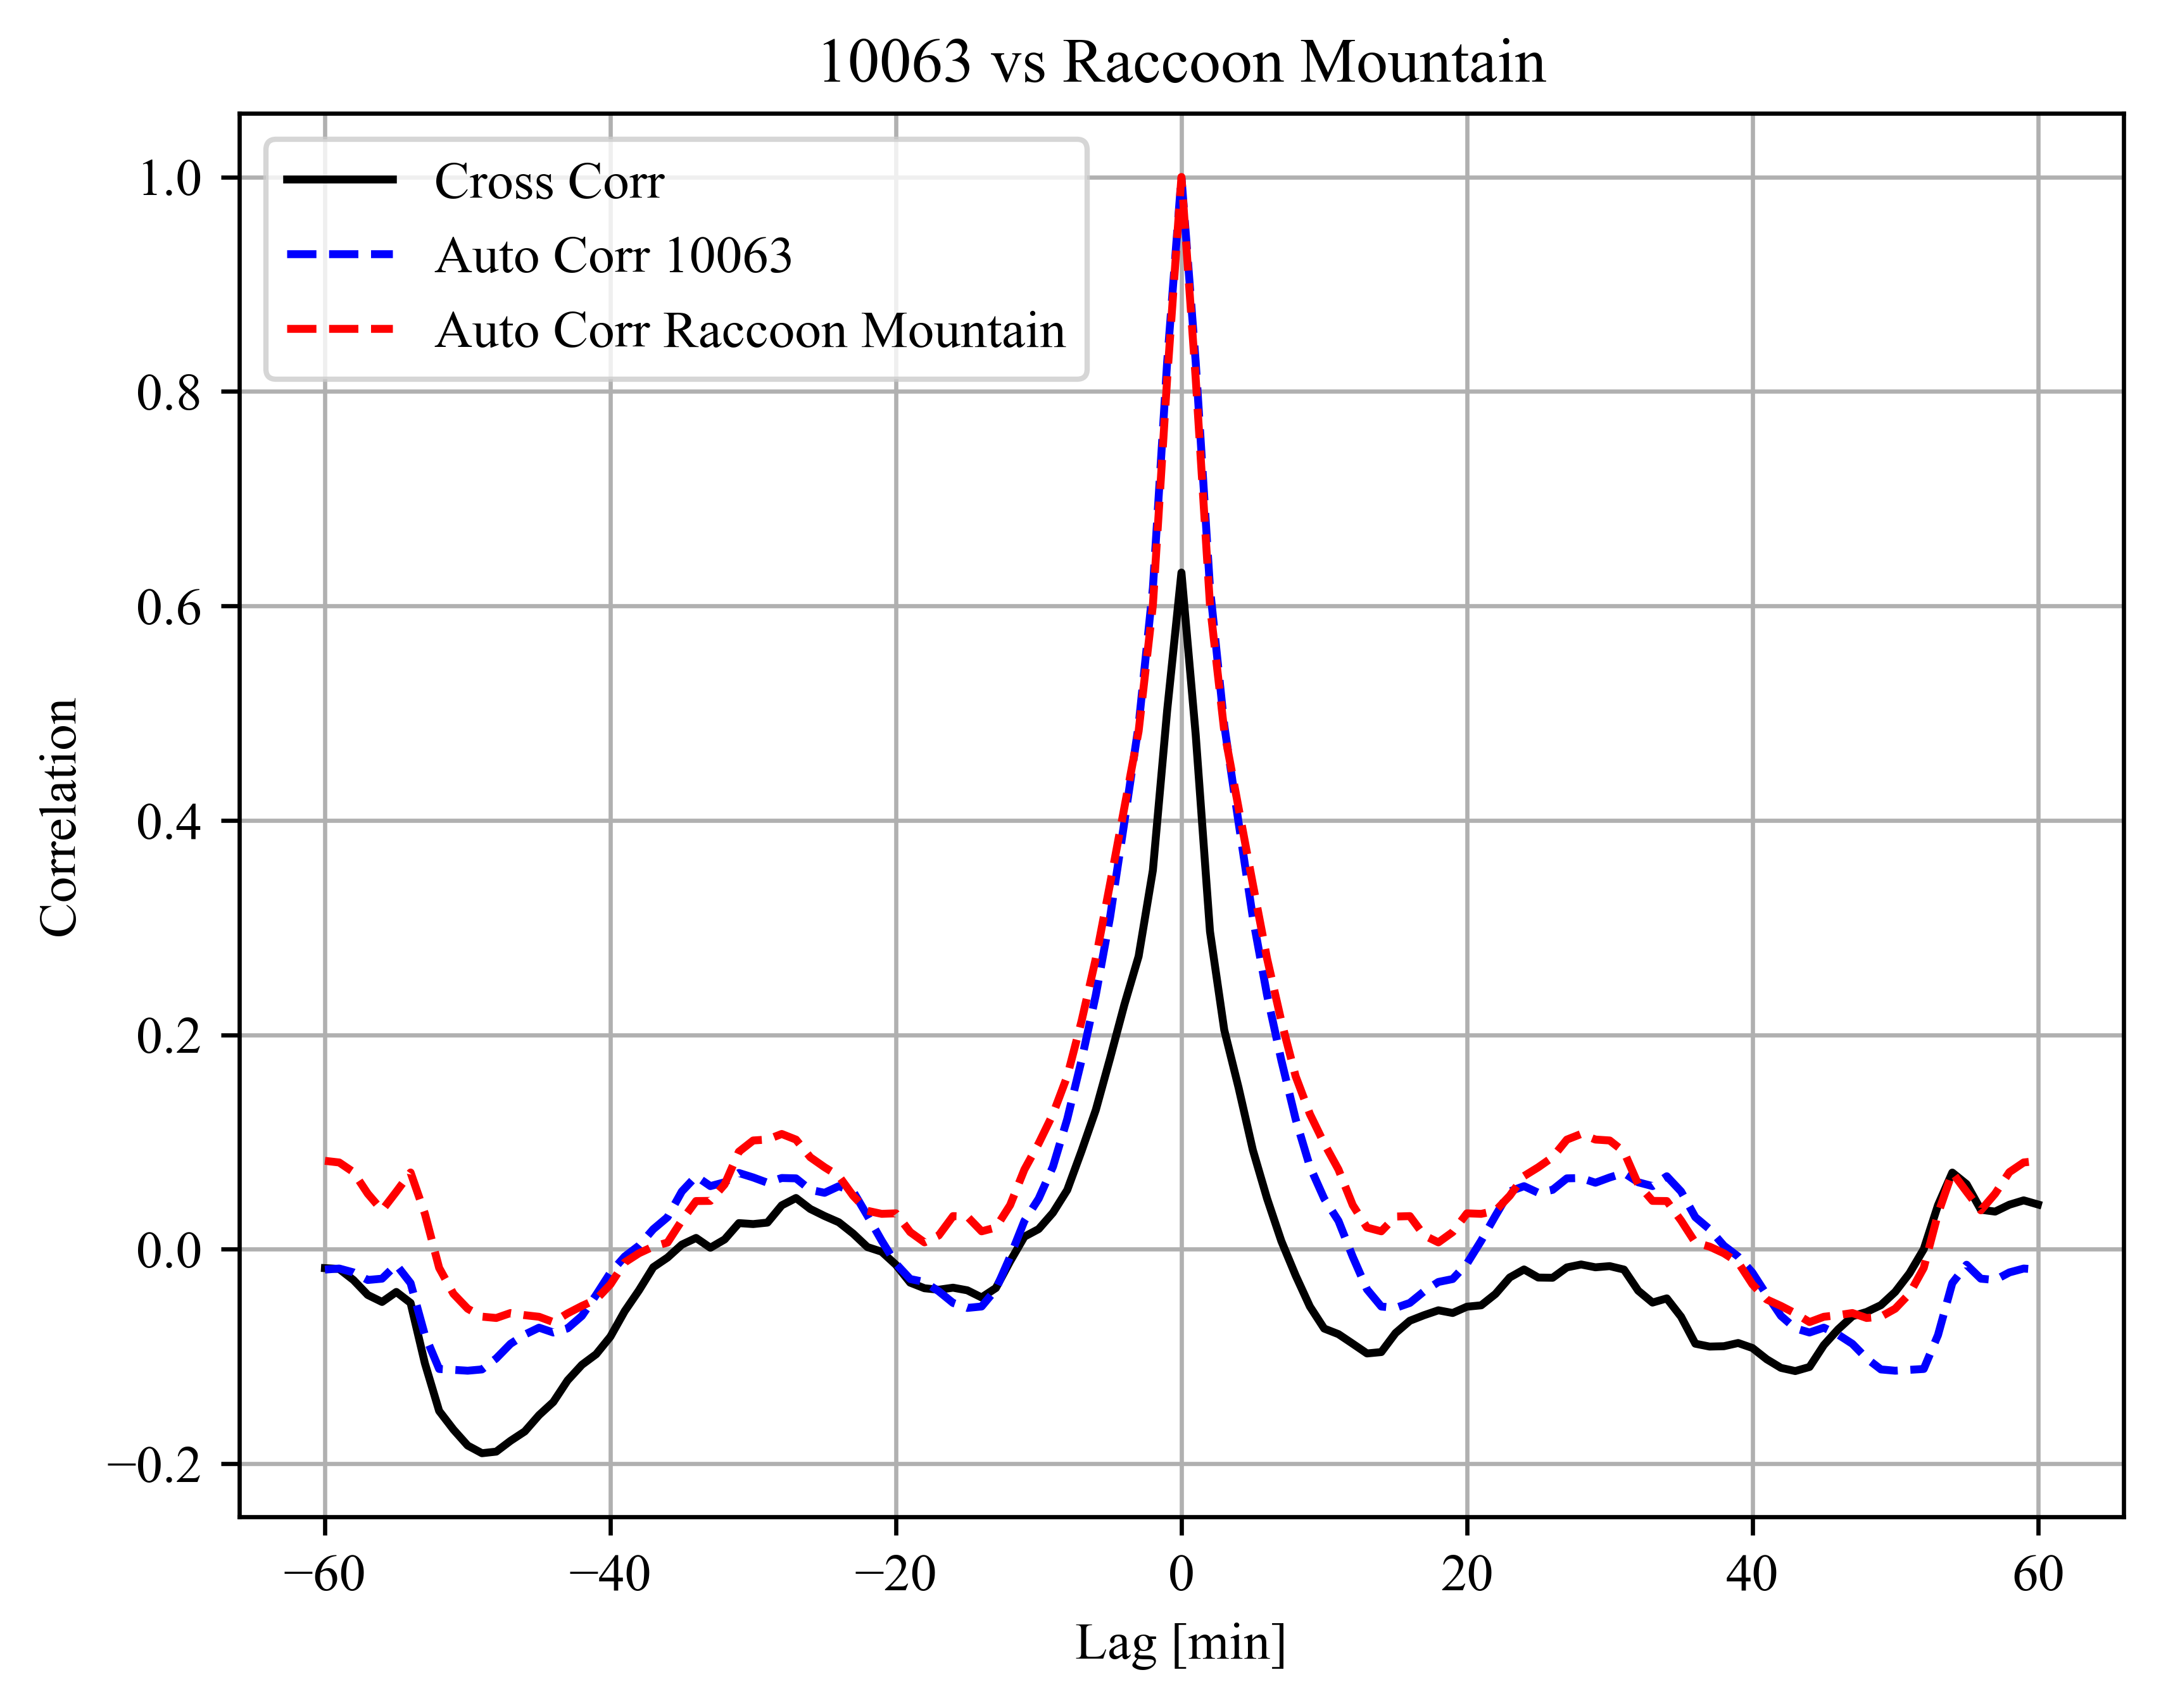 10063 vs Raccoon Mountain
Cross Corr
Auto Corr 10063
Auto Corr Raccoon Mountain
1.0
0.8
0.6
0.4
0.2
0.0
−0.2
Correlation
−60
−40
−20
0
20
40
60
Lag [min]